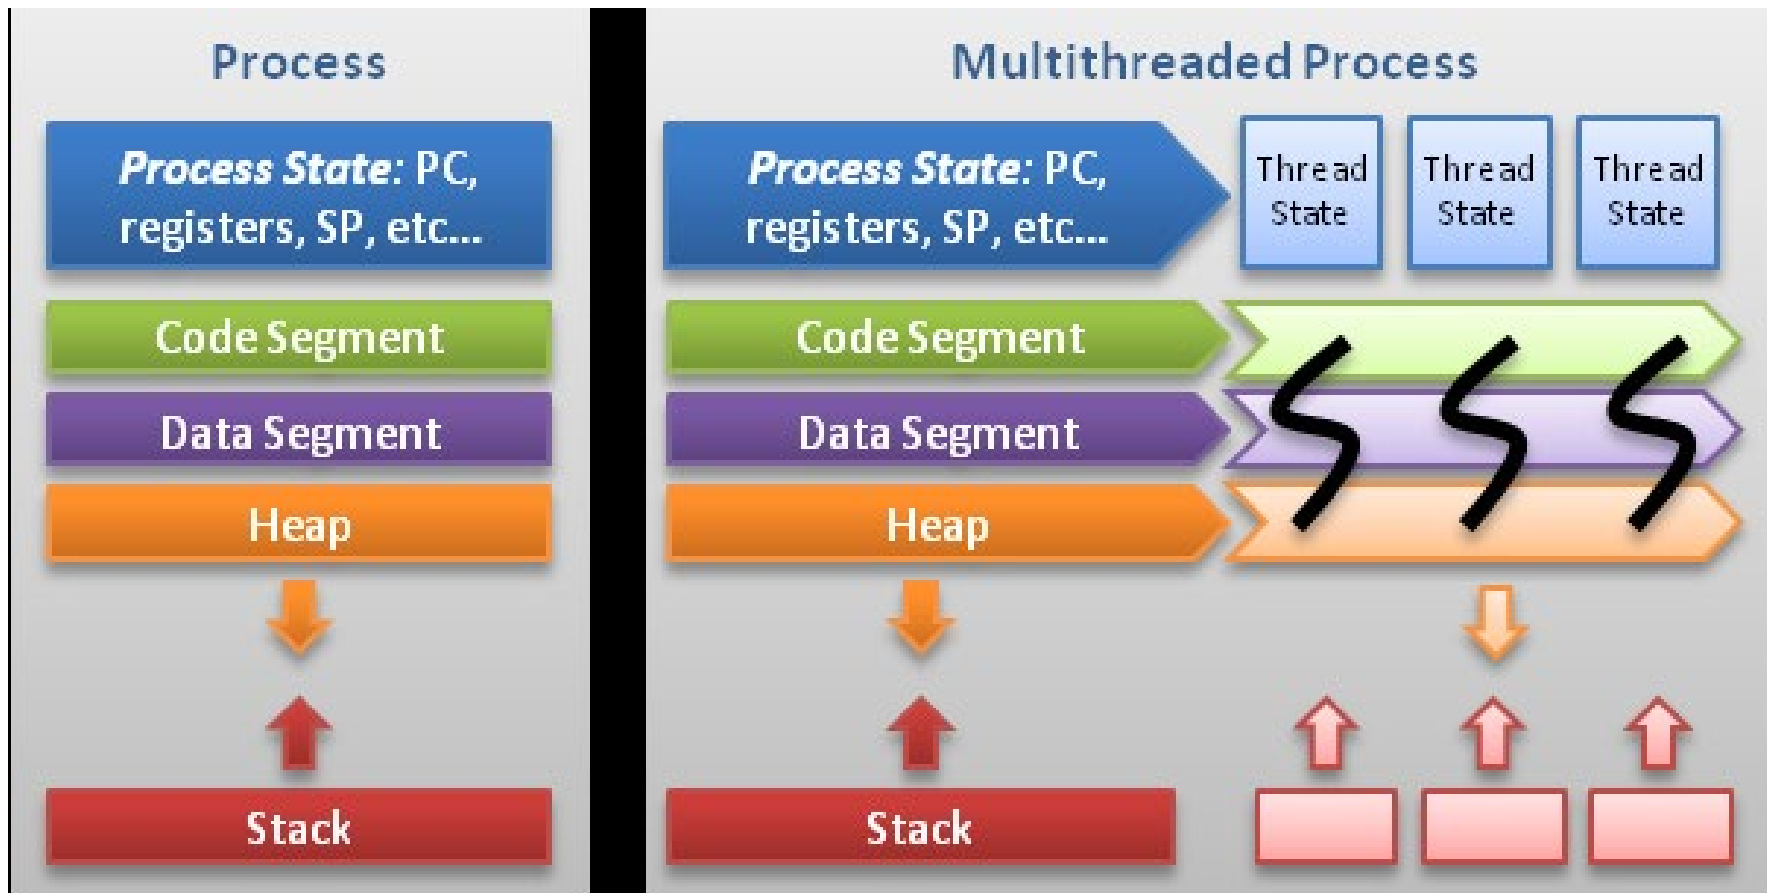 Process
Process State: PC,
registers, SP, etc...
Code Segment
Data Segment
Heap
Stack
Multithreaded Process
Process State: PC,
registers, SP, etc...
Thread
State
Thread
State
Thread
State
Code Segment
Data Segment
Heap
Stack